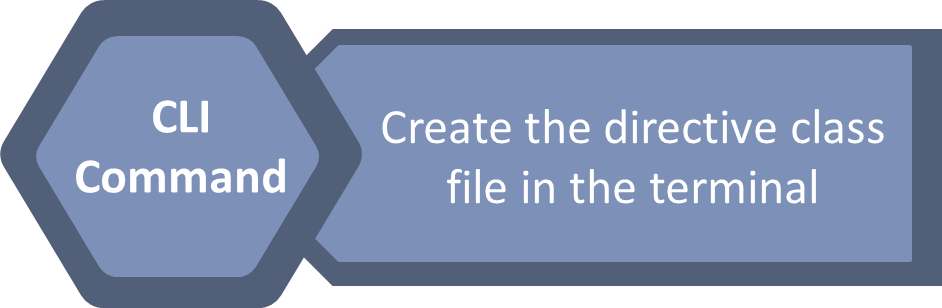 CLI
Command
Create the directive class
file in the terminal